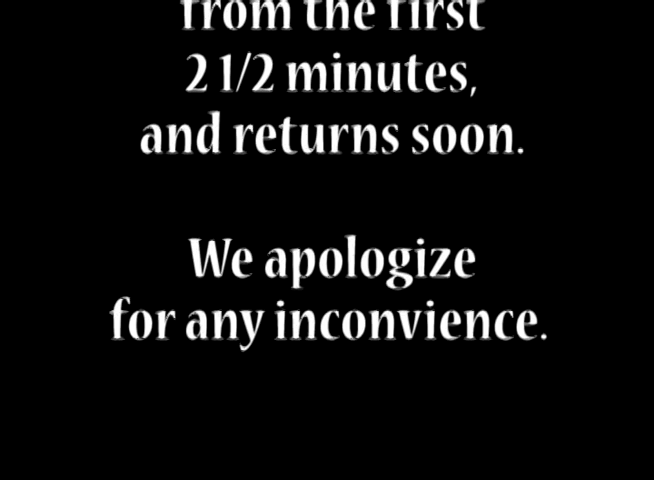 from the first
2 1/2 minutes,
and returns soon.
We apologize
for any inconvience.